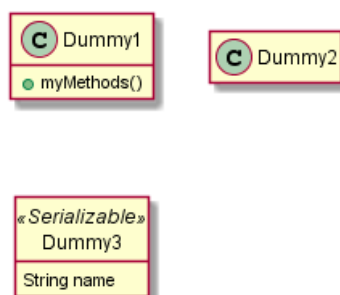 C Dummy1
myMethods()
C Dummy2
«Serializable»
Dummy3
String name